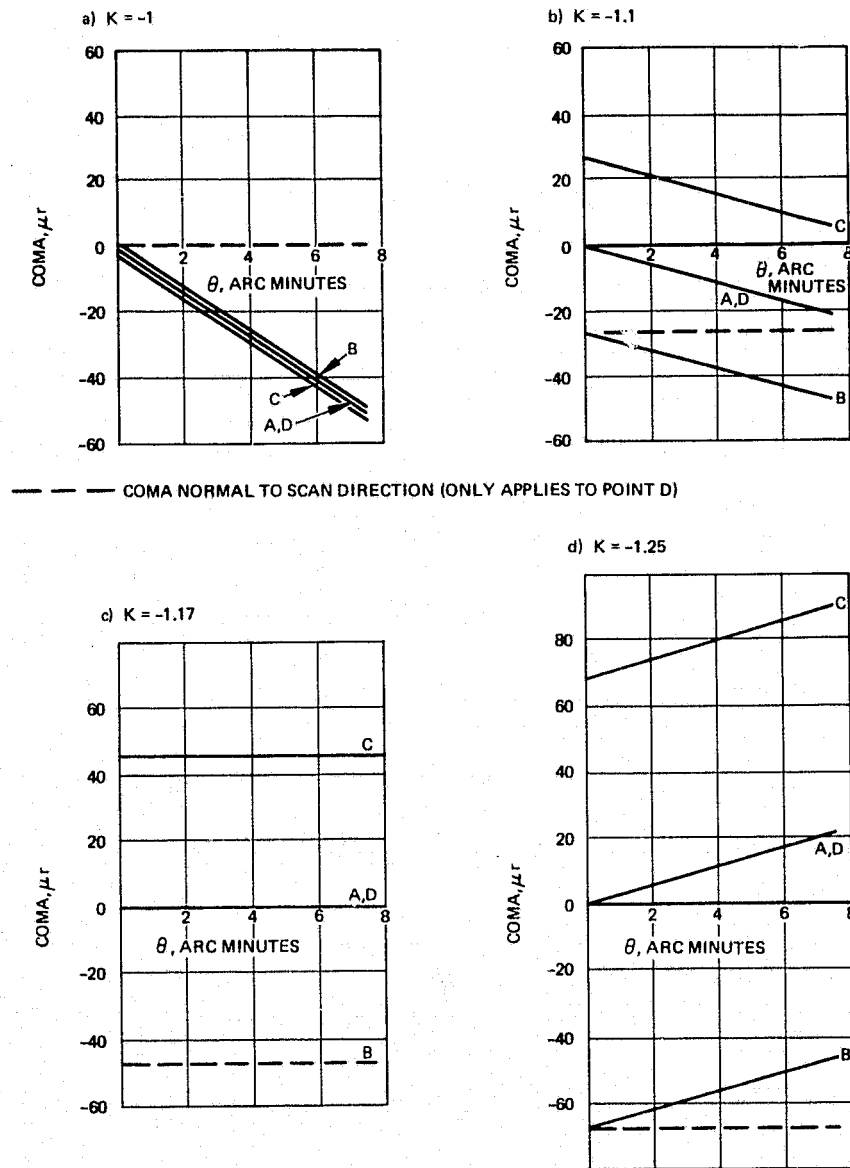 a) K = -1
60
40
20
0
-20
-40
-60
COMA, μr
2
4
6
8
θ, ARC MINUTES
B
C
A,D
b) K = -1.1
60
40
20
0
-20
-40
-60
COMA, μr
2
4
6
8
θ, ARC
MINUTES
C
A,D
B
COMA NORMAL TO SCAN DIRECTION (ONLY APPLIES TO POINT D)
c) K = -1.17
60
40
20
0
-20
-40
-60
COMA, μr
2
4
6
8
θ, ARC MINUTES
C
A,D
B
d) K = -1.25
80
60
40
20
0
-20
-40
-60
COMA, μr
2
4
6
8
θ, ARC MINUTES
C
A,D
B